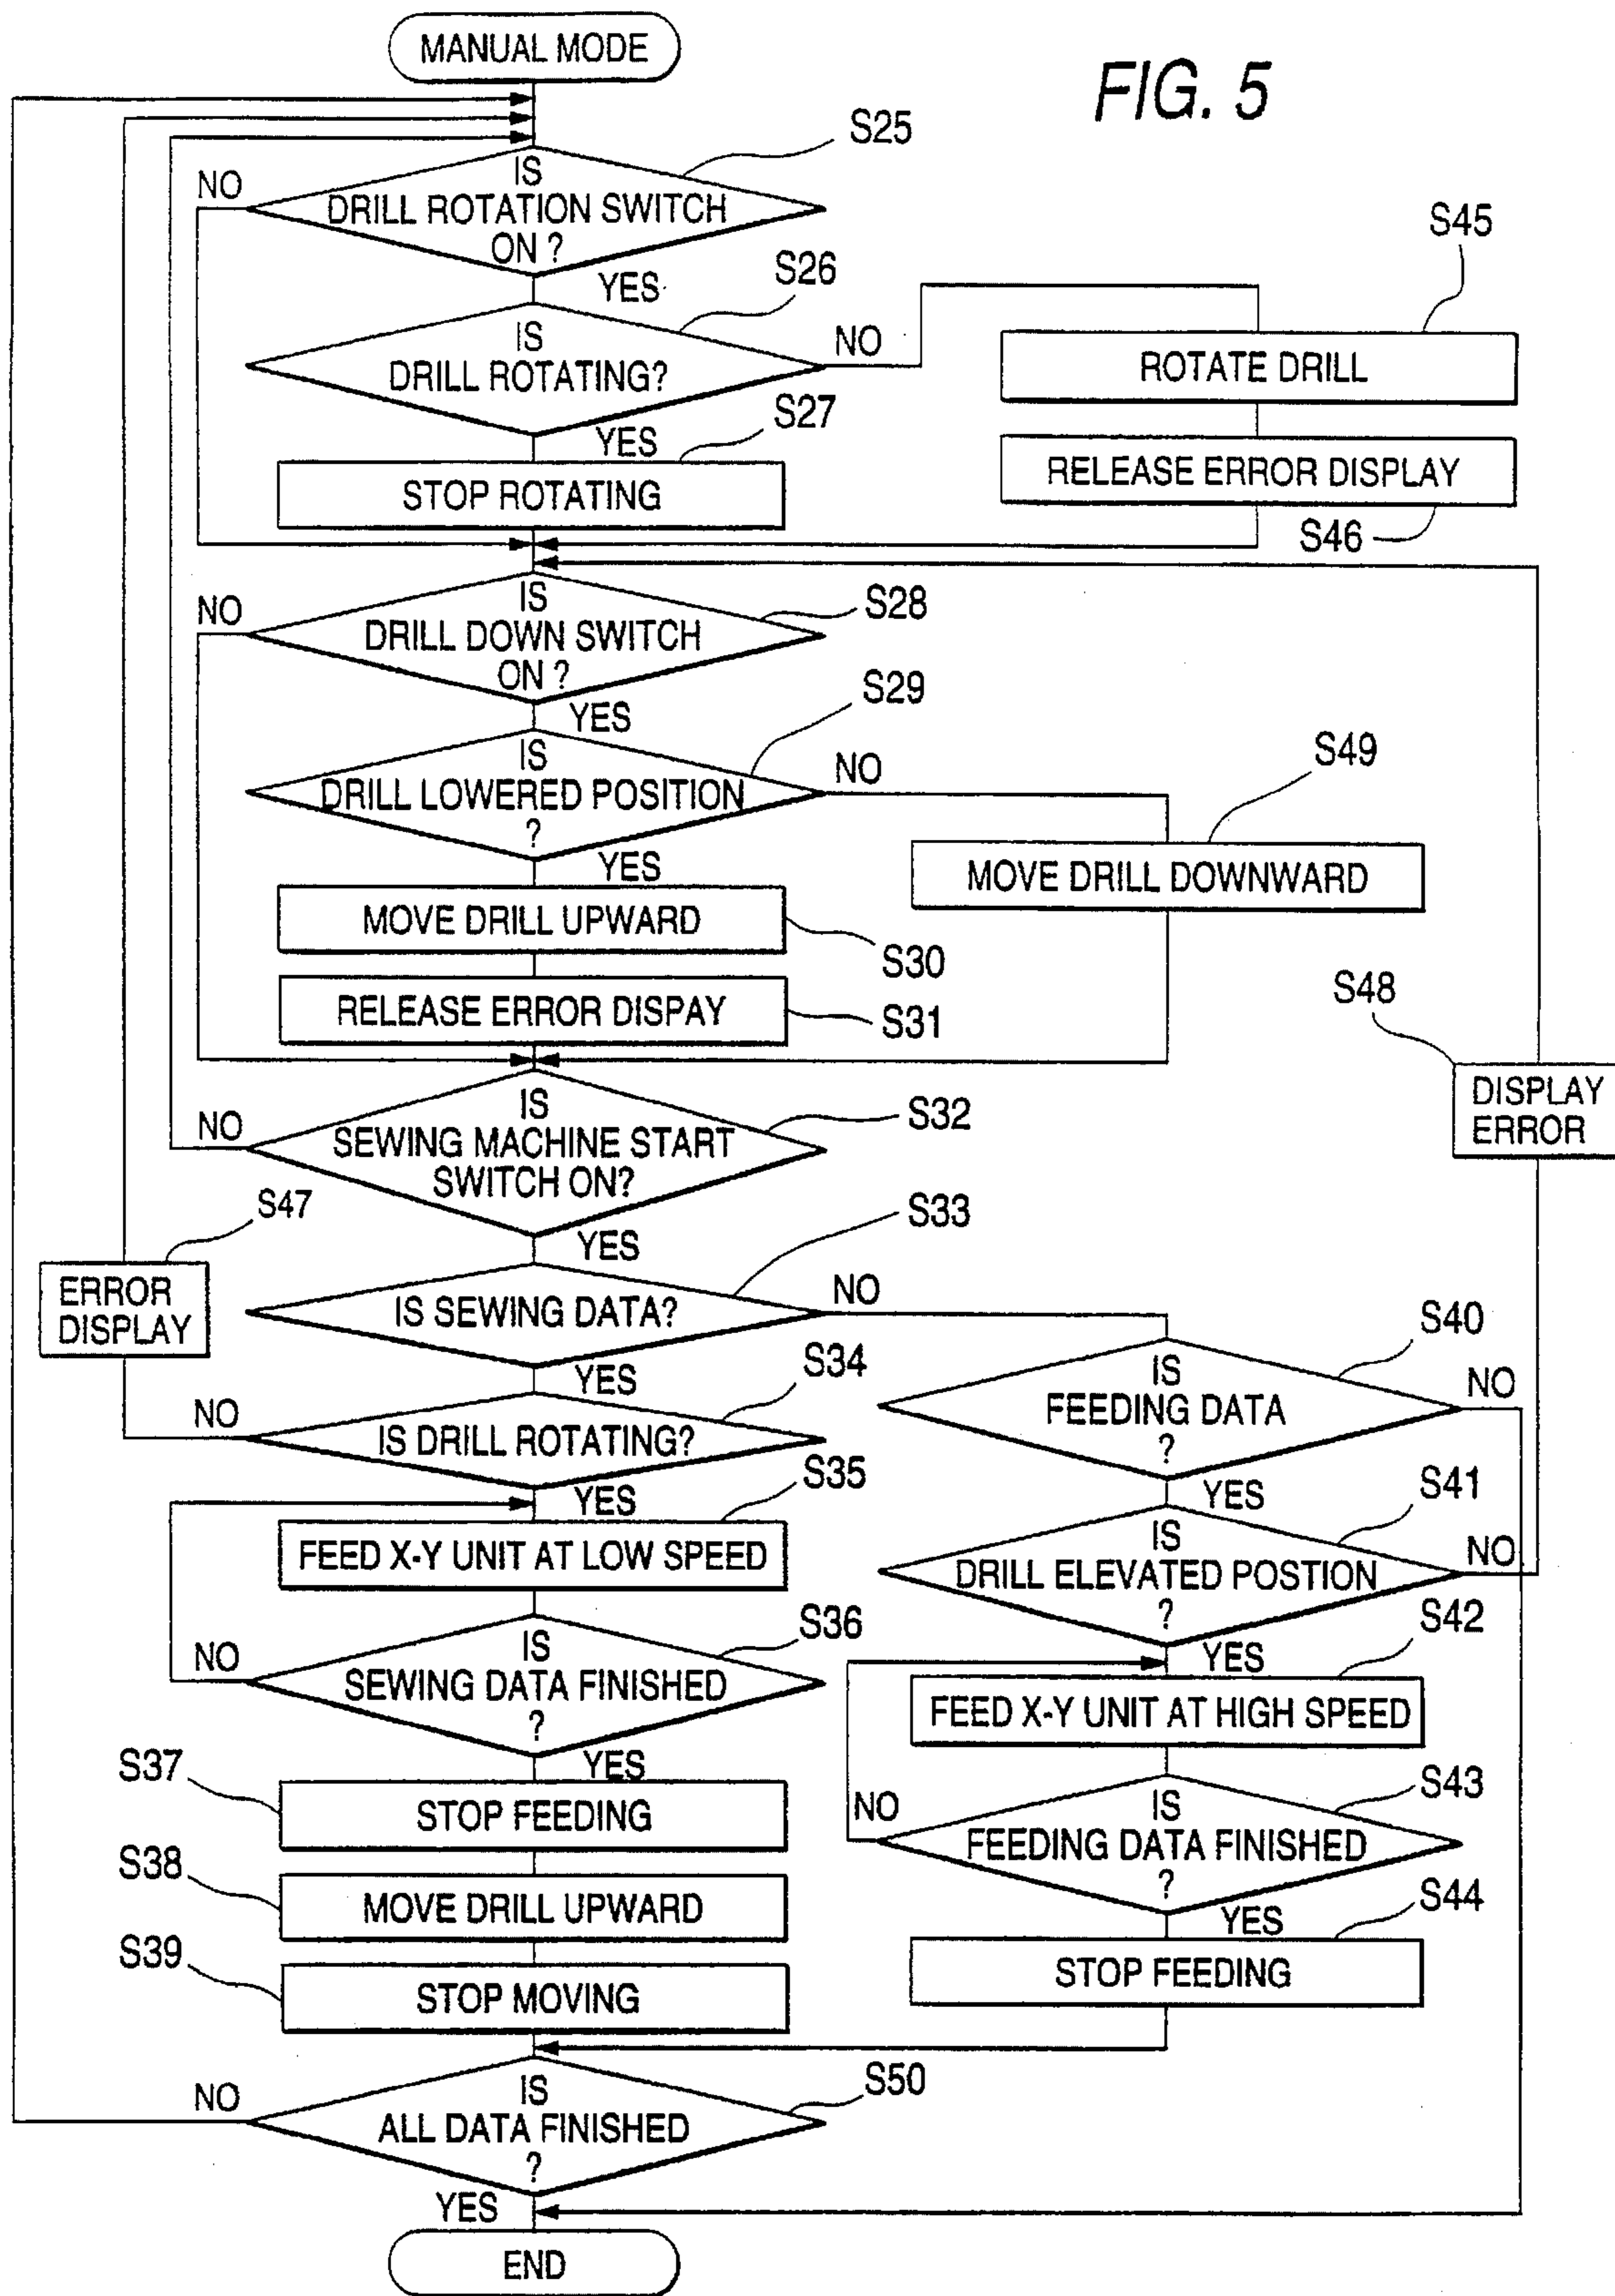 MANUAL MODE
FIG. 5
S25
NO
IS
DRILL ROTATION SWITCH
ON ?
YES
S26
IS
DRILL ROTATING?
NO
S45
ROTATE DRILL
YES
S27
STOP ROTATING
RELEASE ERROR DISPLAY
S46
NO
IS
DRILL DOWN SWITCH
ON ?
S28
YES
S29
IS
DRILL LOWERED POSITION
?
NO
S49
YES
MOVE DRILL DOWNWARD
MOVE DRILL UPWARD
S30
RELEASE ERROR DISPAY
S31
S48
DISPLAY
ERROR
NO
IS
SEWING MACHINE START
SWITCH ON?
S32
S47
ERROR
DISPLAY
YES
S33
IS SEWING DATA?
NO
S40
IS
FEEDING DATA
?
NO
YES
S34
NO
IS DRILL ROTATING?
YES
S35
FEED X-Y UNIT AT LOW SPEED
YES
S41
IS
DRILL ELEVATED POSTION
?
NO
NO
IS
SEWING DATA FINISHED
?
S36
YES
S42
FEED X-Y UNIT AT HIGH SPEED
S37
YES
STOP FEEDING
NO
IS
FEEDING DATA FINISHED
?
S43
S38
MOVE DRILL UPWARD
YES
S44
STOP FEEDING
S39
STOP MOVING
NO
IS
ALL DATA FINISHED
?
S50
YES
END